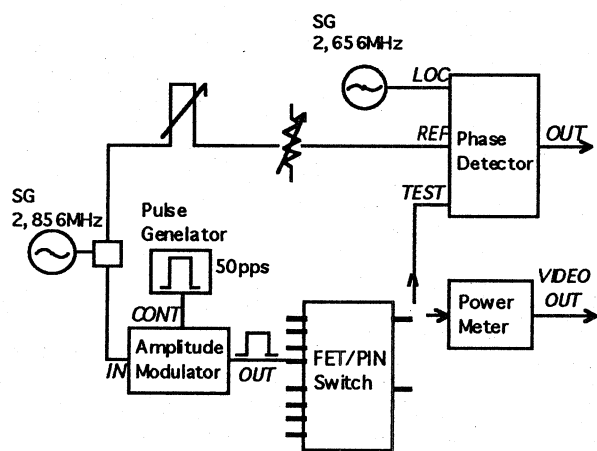 SG
2,656MHz
LOC
REF
Phase
Detector
OUT
TEST
SG
2,856MHz
Pulse
Genelator
50pps
CONT
IN
Amplitude
Modulator
OUT
FET/PIN
Switch
Power
Meter
VIDEO
OUT